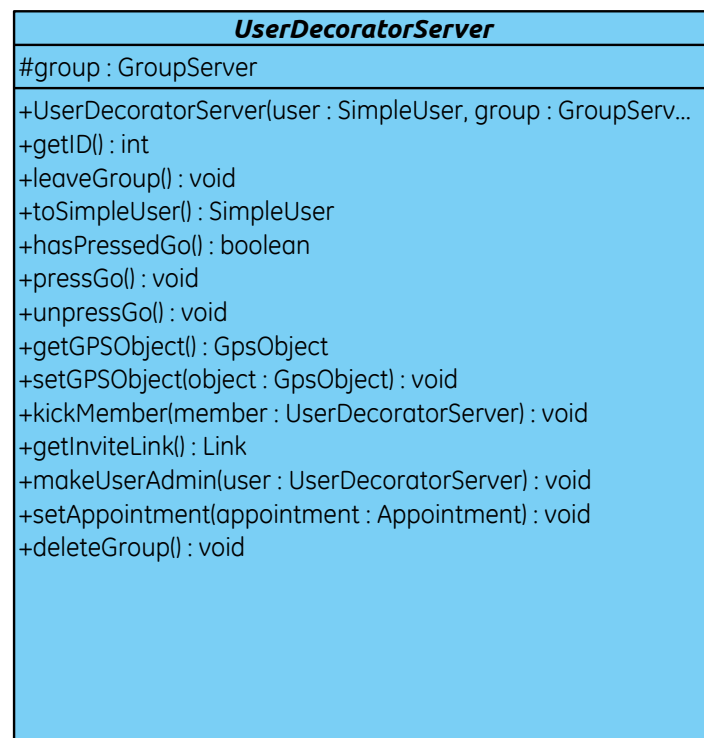 UserDecoratorServer
#group : GroupServer
+UserDecoratorServer(user : SimpleUser, group : GroupServ...
+getID() : int
+leaveGroup() : void
+toSimpleUser() : SimpleUser
+hasPressedGo() : boolean
+pressGo() : void
+unpressGo() : void
+getGPSObject() : GpsObject
+setGPSObject(object : GpsObject) : void
+kickMember(member : UserDecoratorServer) : void
+getInviteLink() : Link
+makeUserAdmin(user : UserDecoratorServer) : void
+setAppointment(appointment : Appointment) : void
+deleteGroup() : void